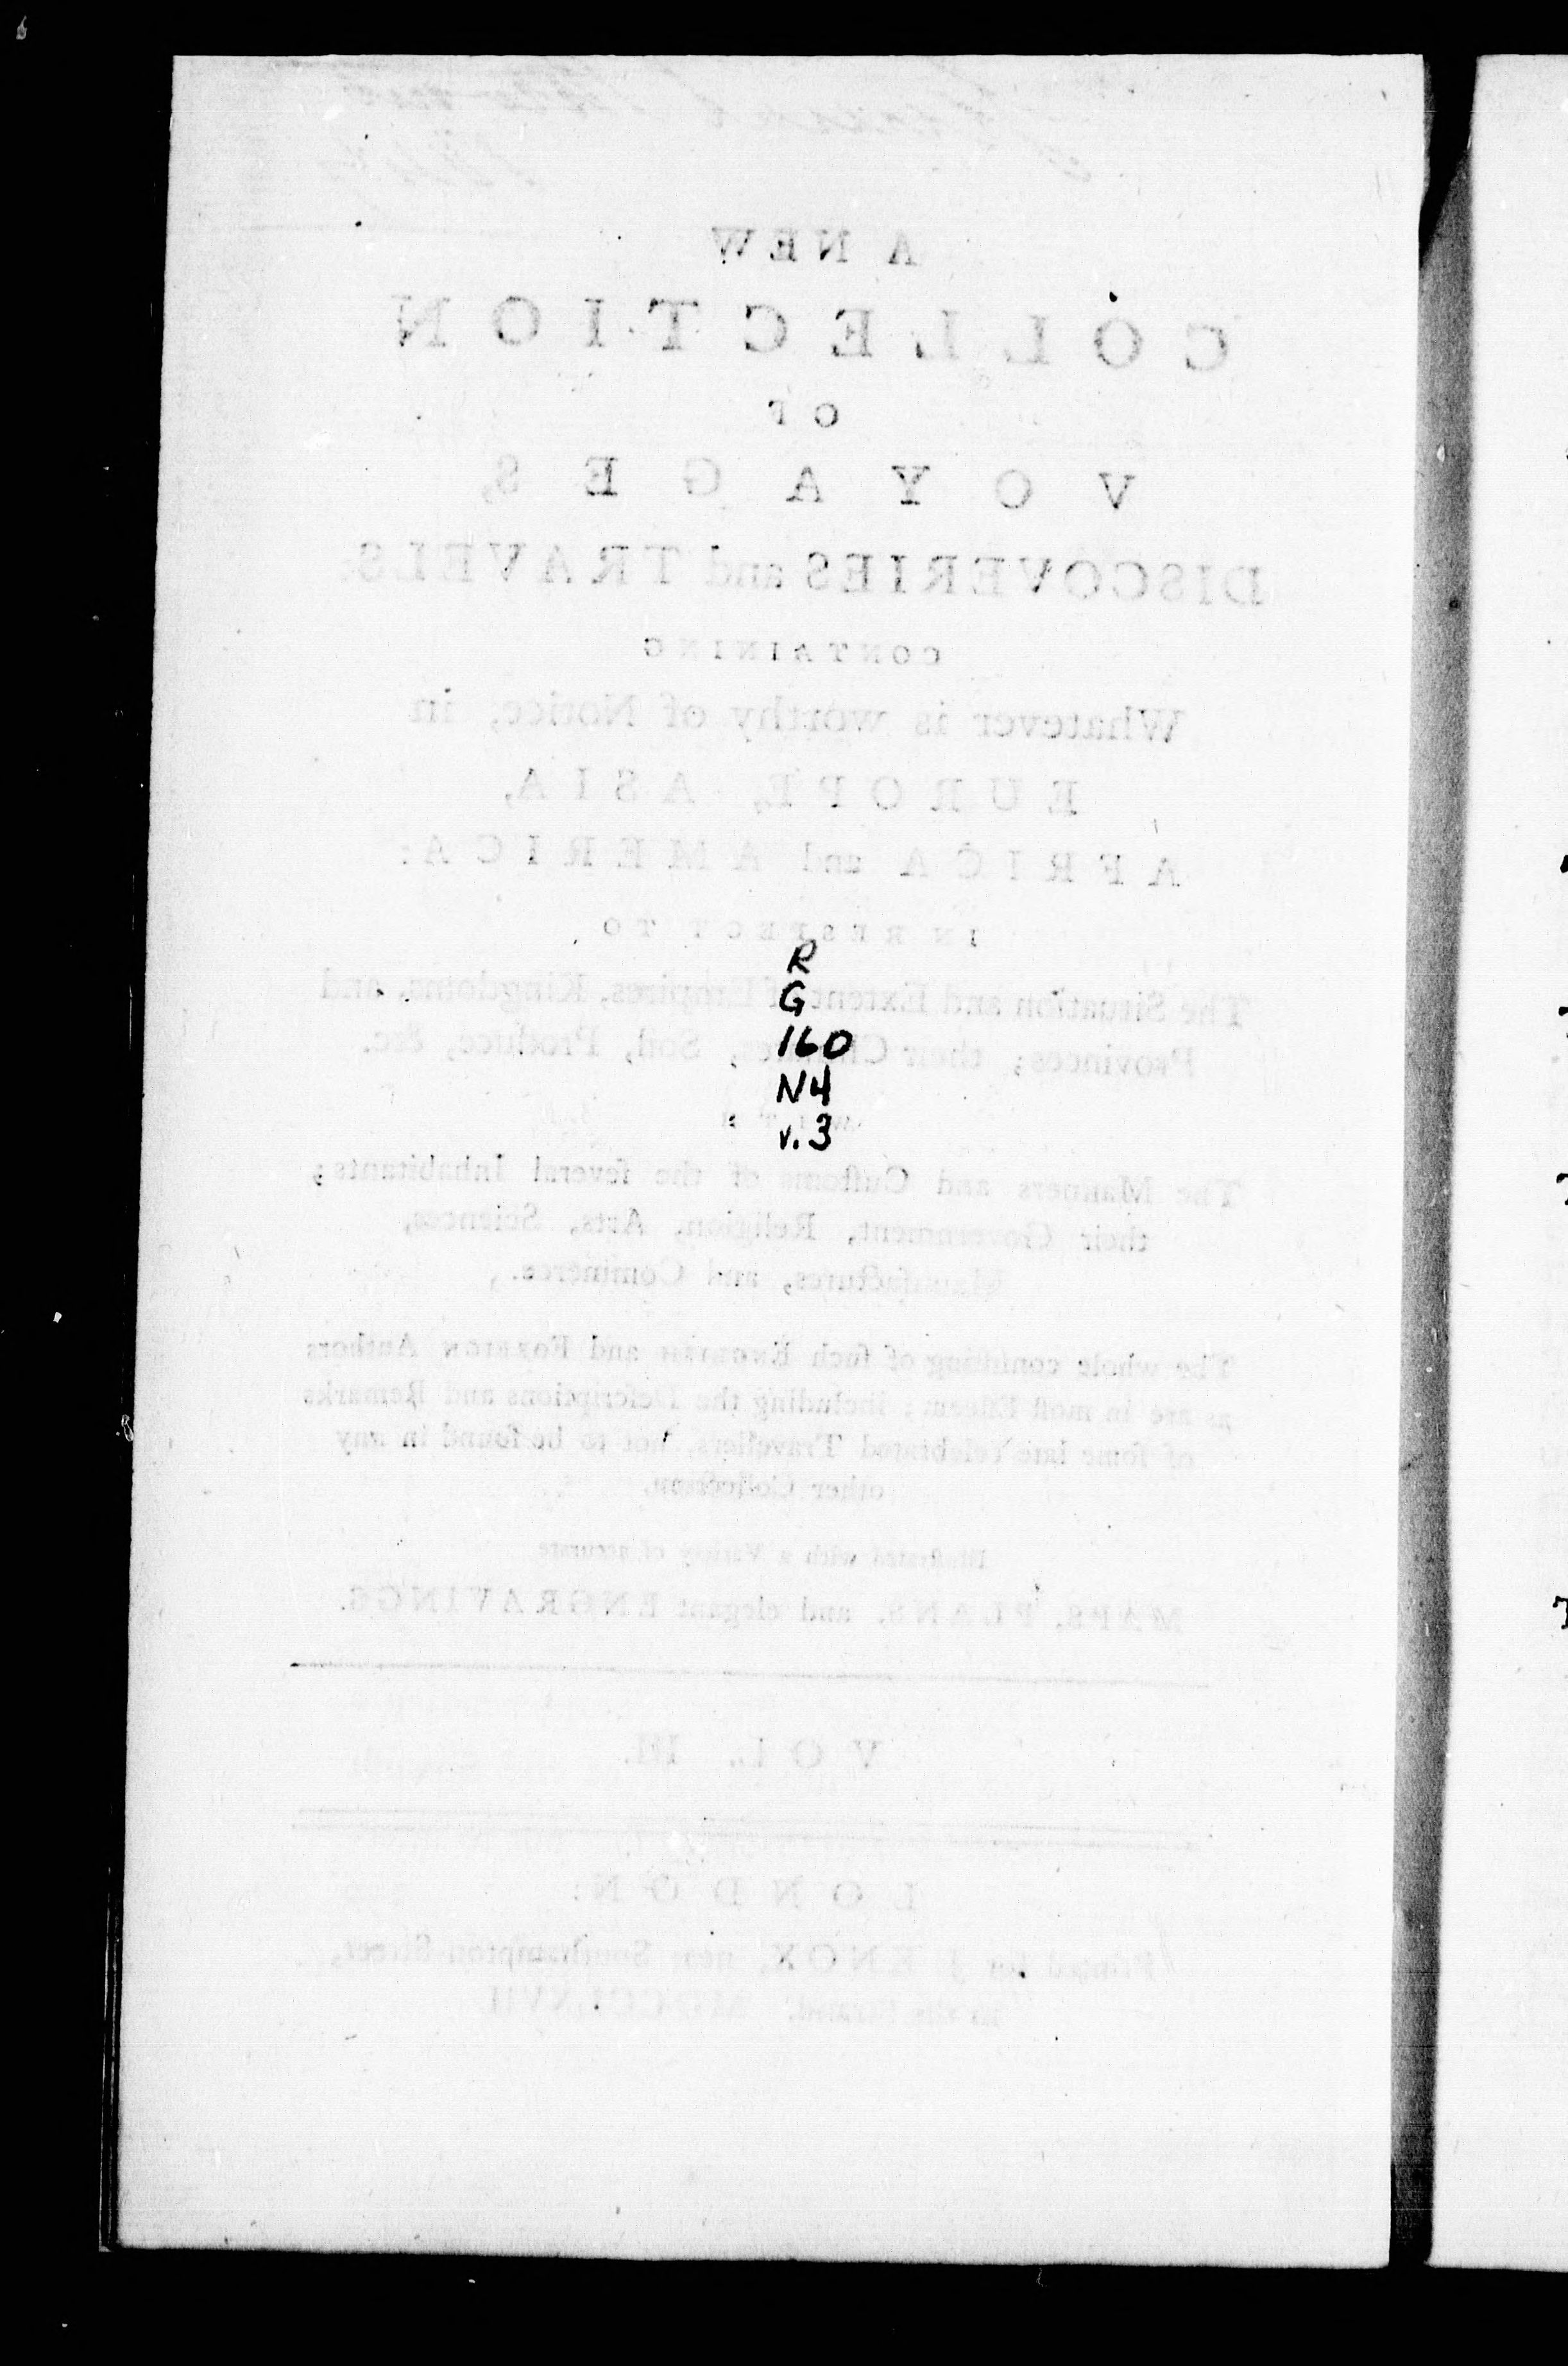 A NEW
COLLECTION
OF
VOYAGES,
DISCOVERIES and TRAVELS:
CONTAINING
Whatever is worthy of Notice, in
EUROPE, ASIA,
AFRICA and AMERICA:
IN RESPECT TO
The Situation and Extent of Empires, Kingdoms, and
Provinces; their Climates, Soil, Produce, &c.
WITH
The Manners and Cuſtoms of the ſeveral Inhabitants;
their Government, Religion, Arts, Sciences,
Manufactures, and Commerce.
The whole conſiſting of ſuch ENGLISH and FOREIGN Authors
as are in moſt Eſteem; including the Deſcriptions and Remarks
of ſome late celebrated Travellers, not to be found in any
other Collection.
Illuſtrated with a Variety of accurate
MAPS, PLANS, and elegant ENGRAVINGS.
VOL. III.
LONDON:
Printed for J. KNOX, near Southampton-Street,
in the Strand. MDCCLXVII.
R
G
160
N4
v.3